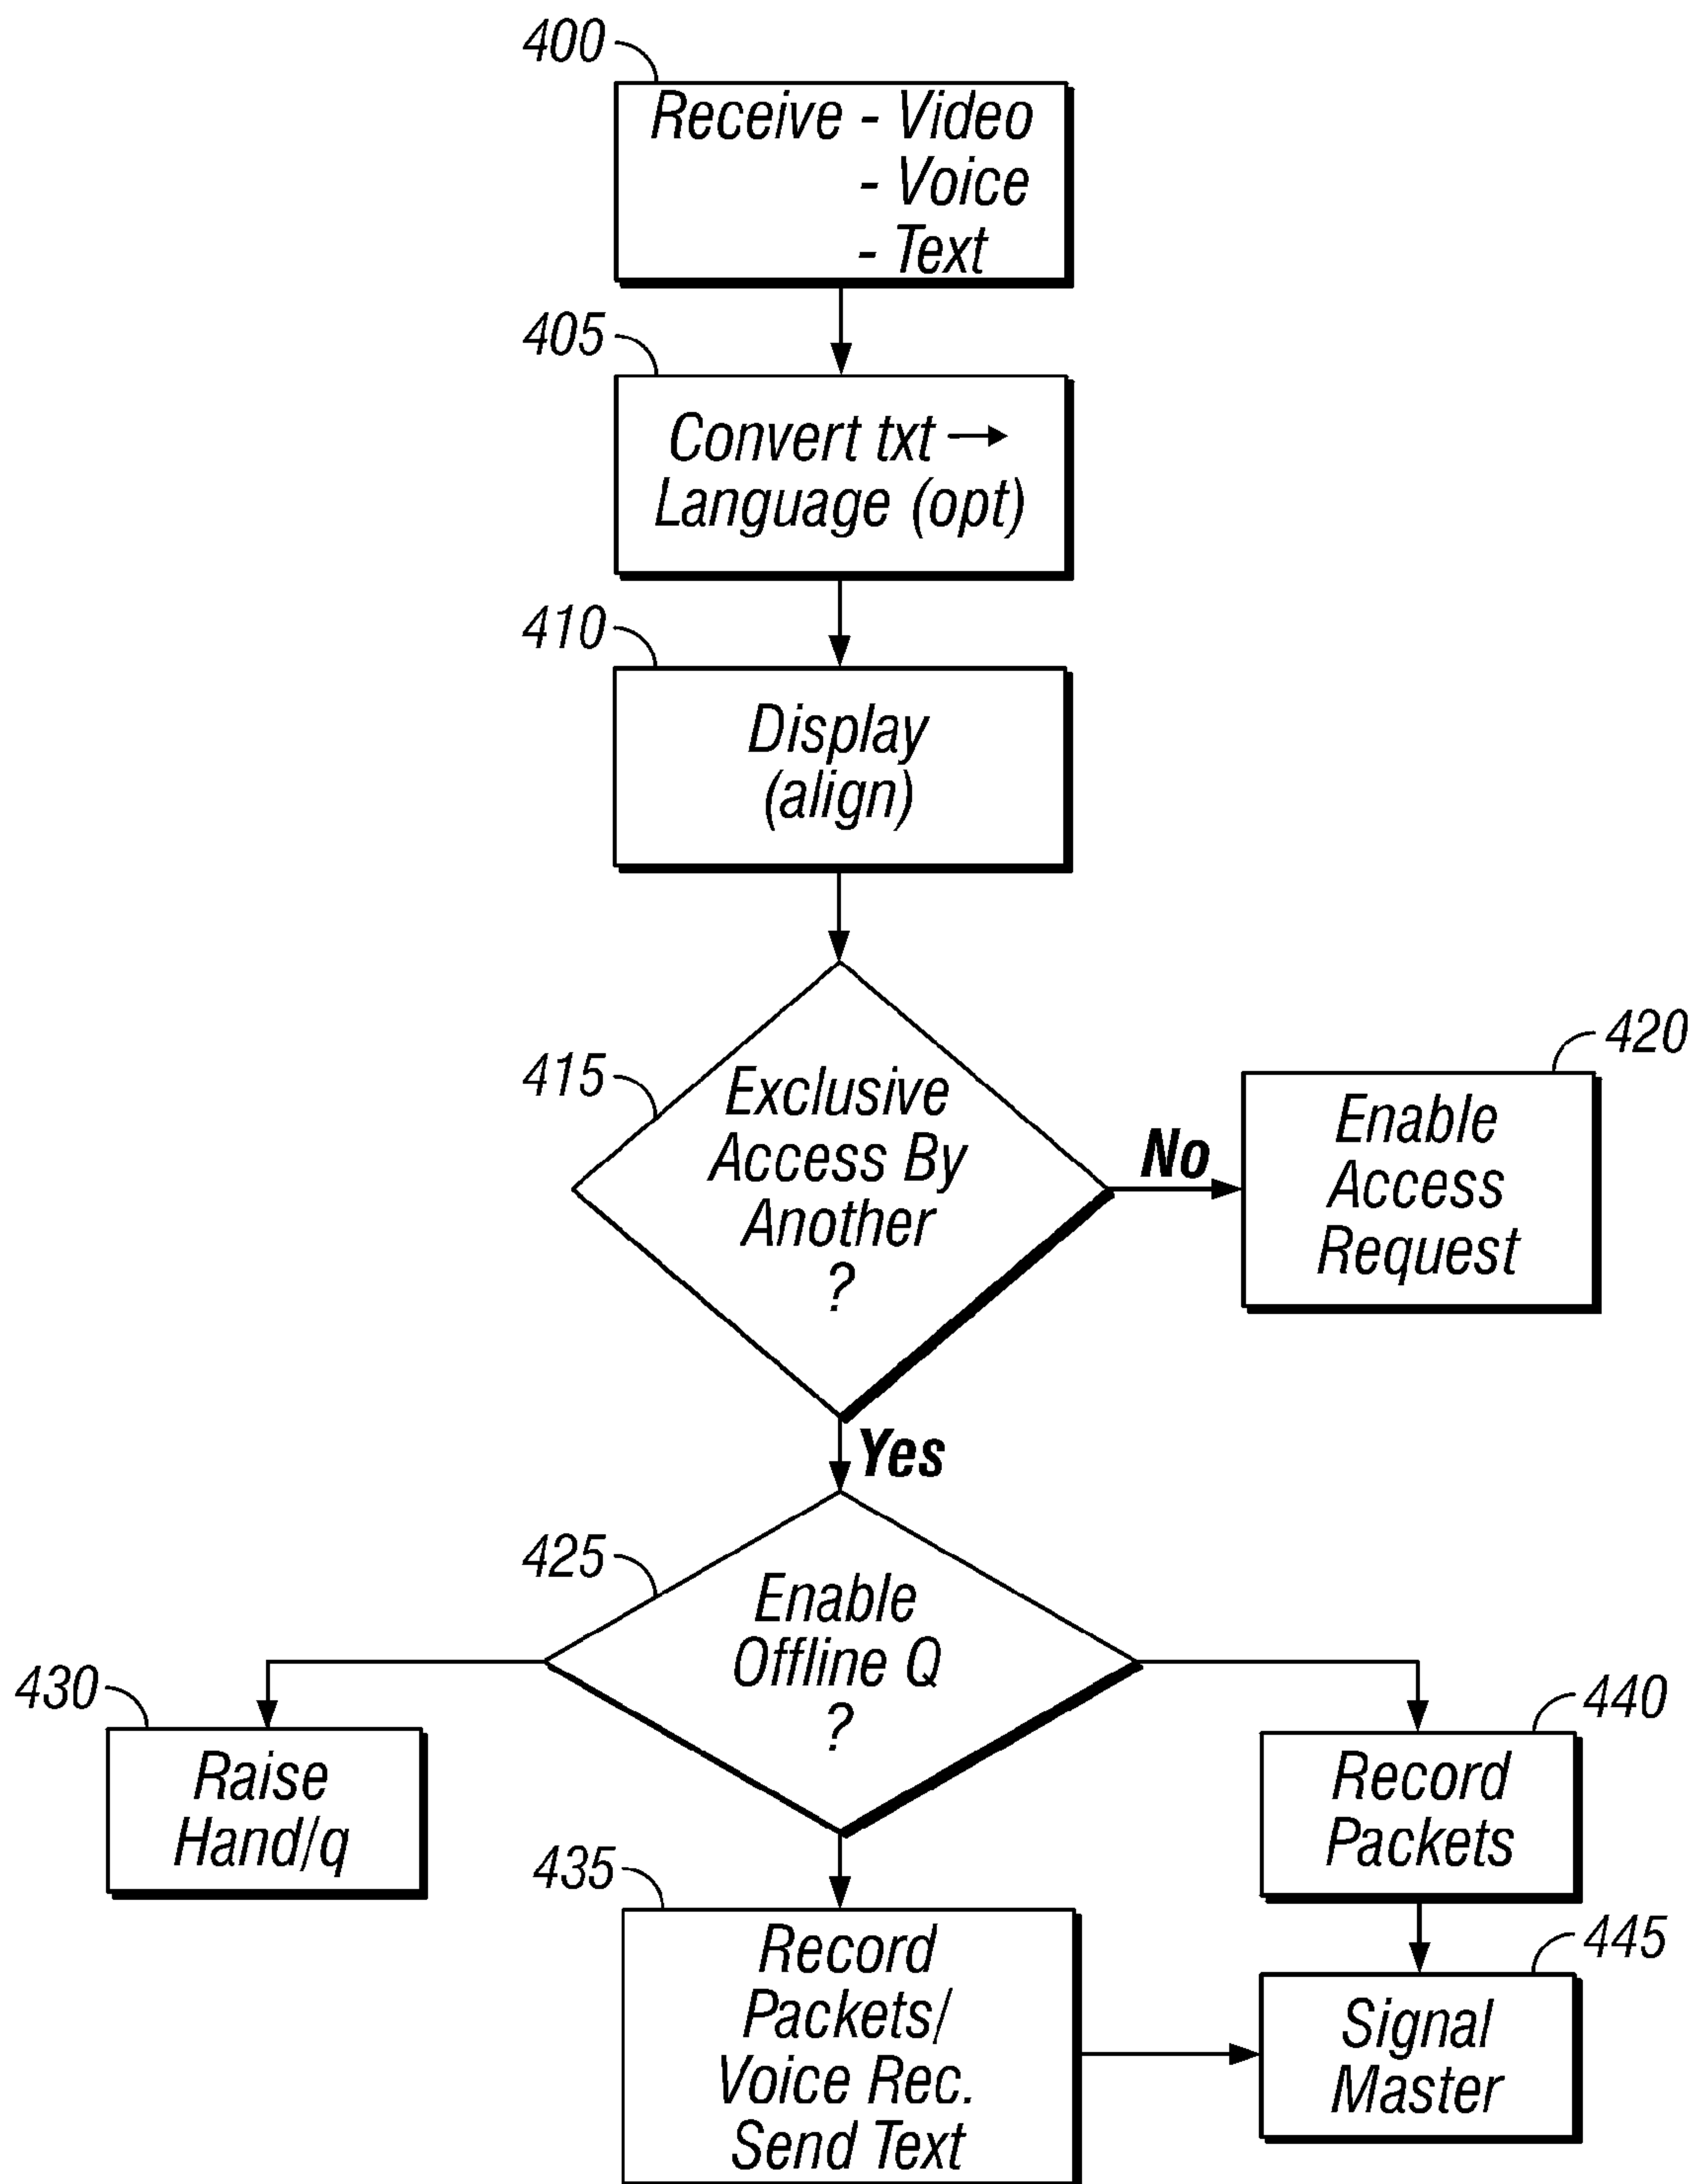 400
Receive - Video
- Voice
- Text
405
Convert txt →
Language (opt)
410
Display
(align)
415
Exclusive
Access By
Another
?
No
420
Enable
Access
Request
Yes
425
Enable
Offline Q
?
430
Raise
Hand/q
435
Record
Packets/
Voice Rec.
Send Text
440
Record
Packets
445
Signal
Master